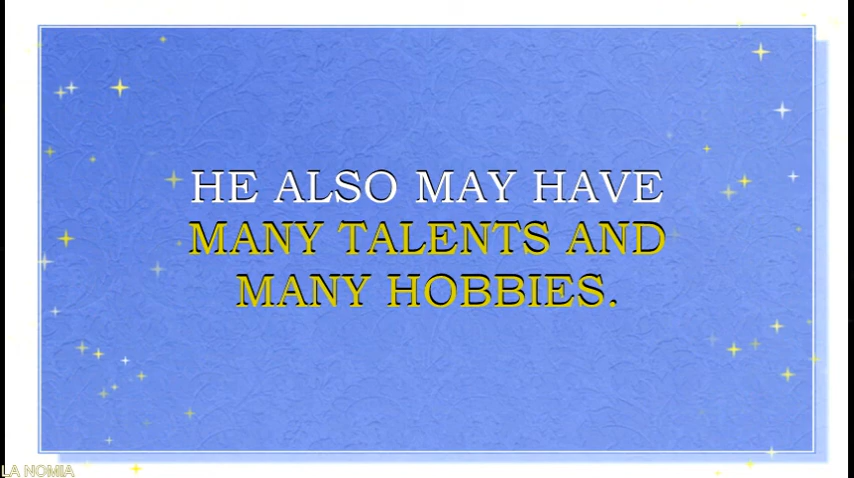 HE ALSO MAY HAVE
MANY TALENTS AND
MANY HOBBIES.
LA NOMIA